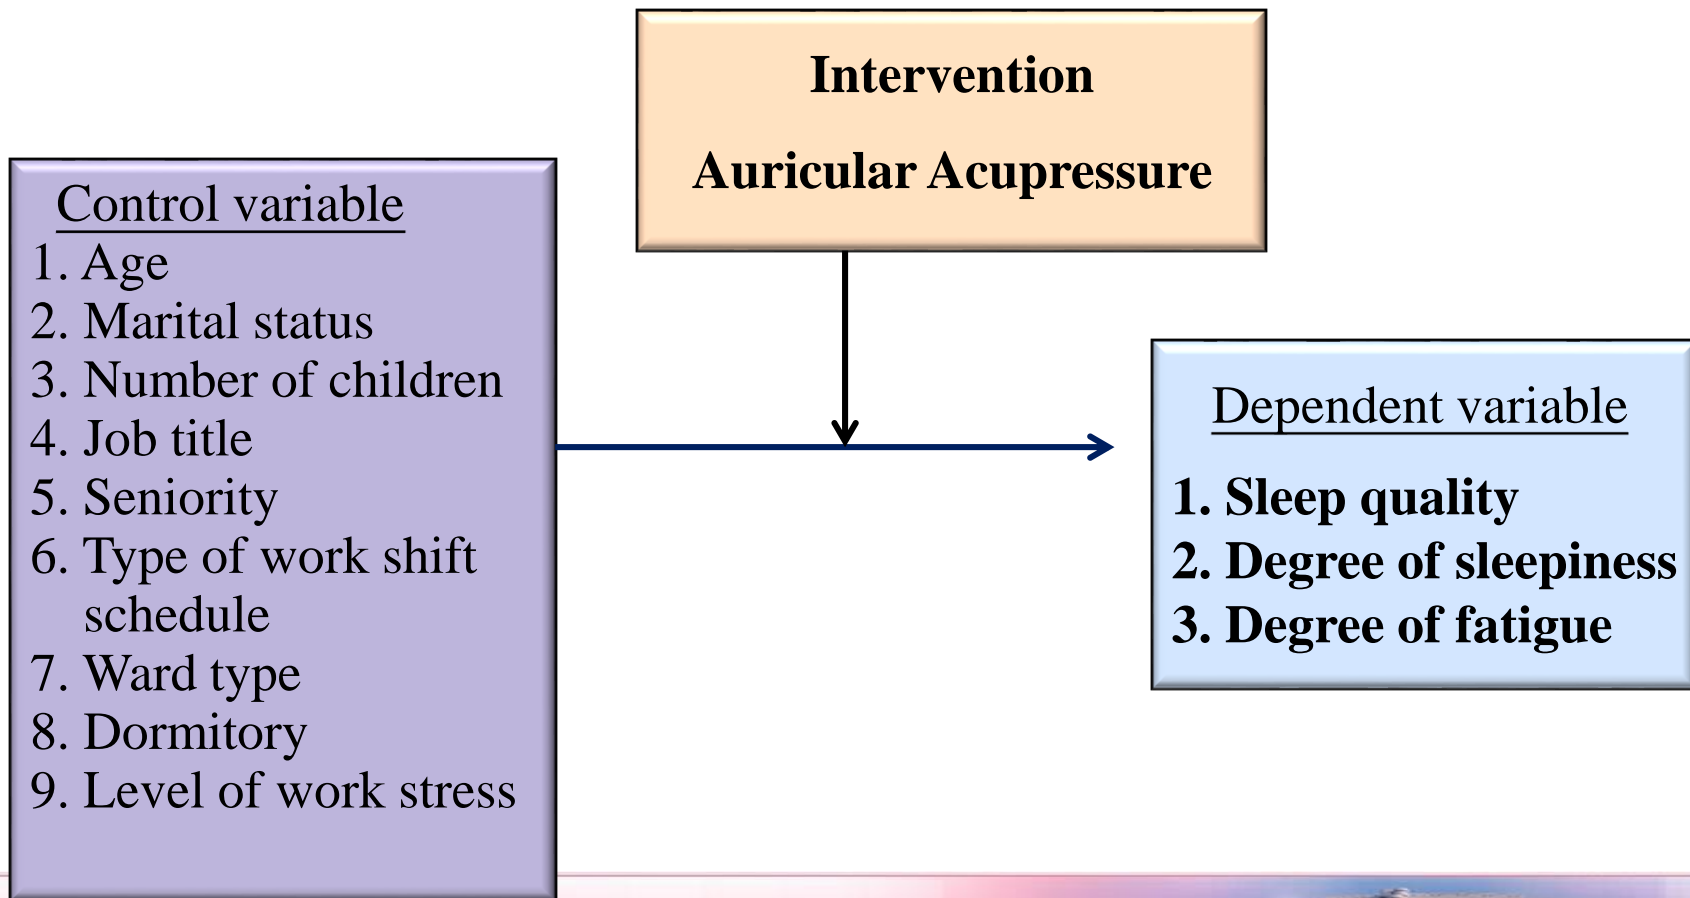 Intervention
Auricular Acupressure
Control variable
1. Age
2. Marital status
3. Number of children
4. Job title
5. Seniority
6. Type of work shift
schedule
7. Ward type
8. Dormitory
9. Level of work stress
Dependent variable
1. Sleep quality
2. Degree of sleepiness
3. Degree of fatigue